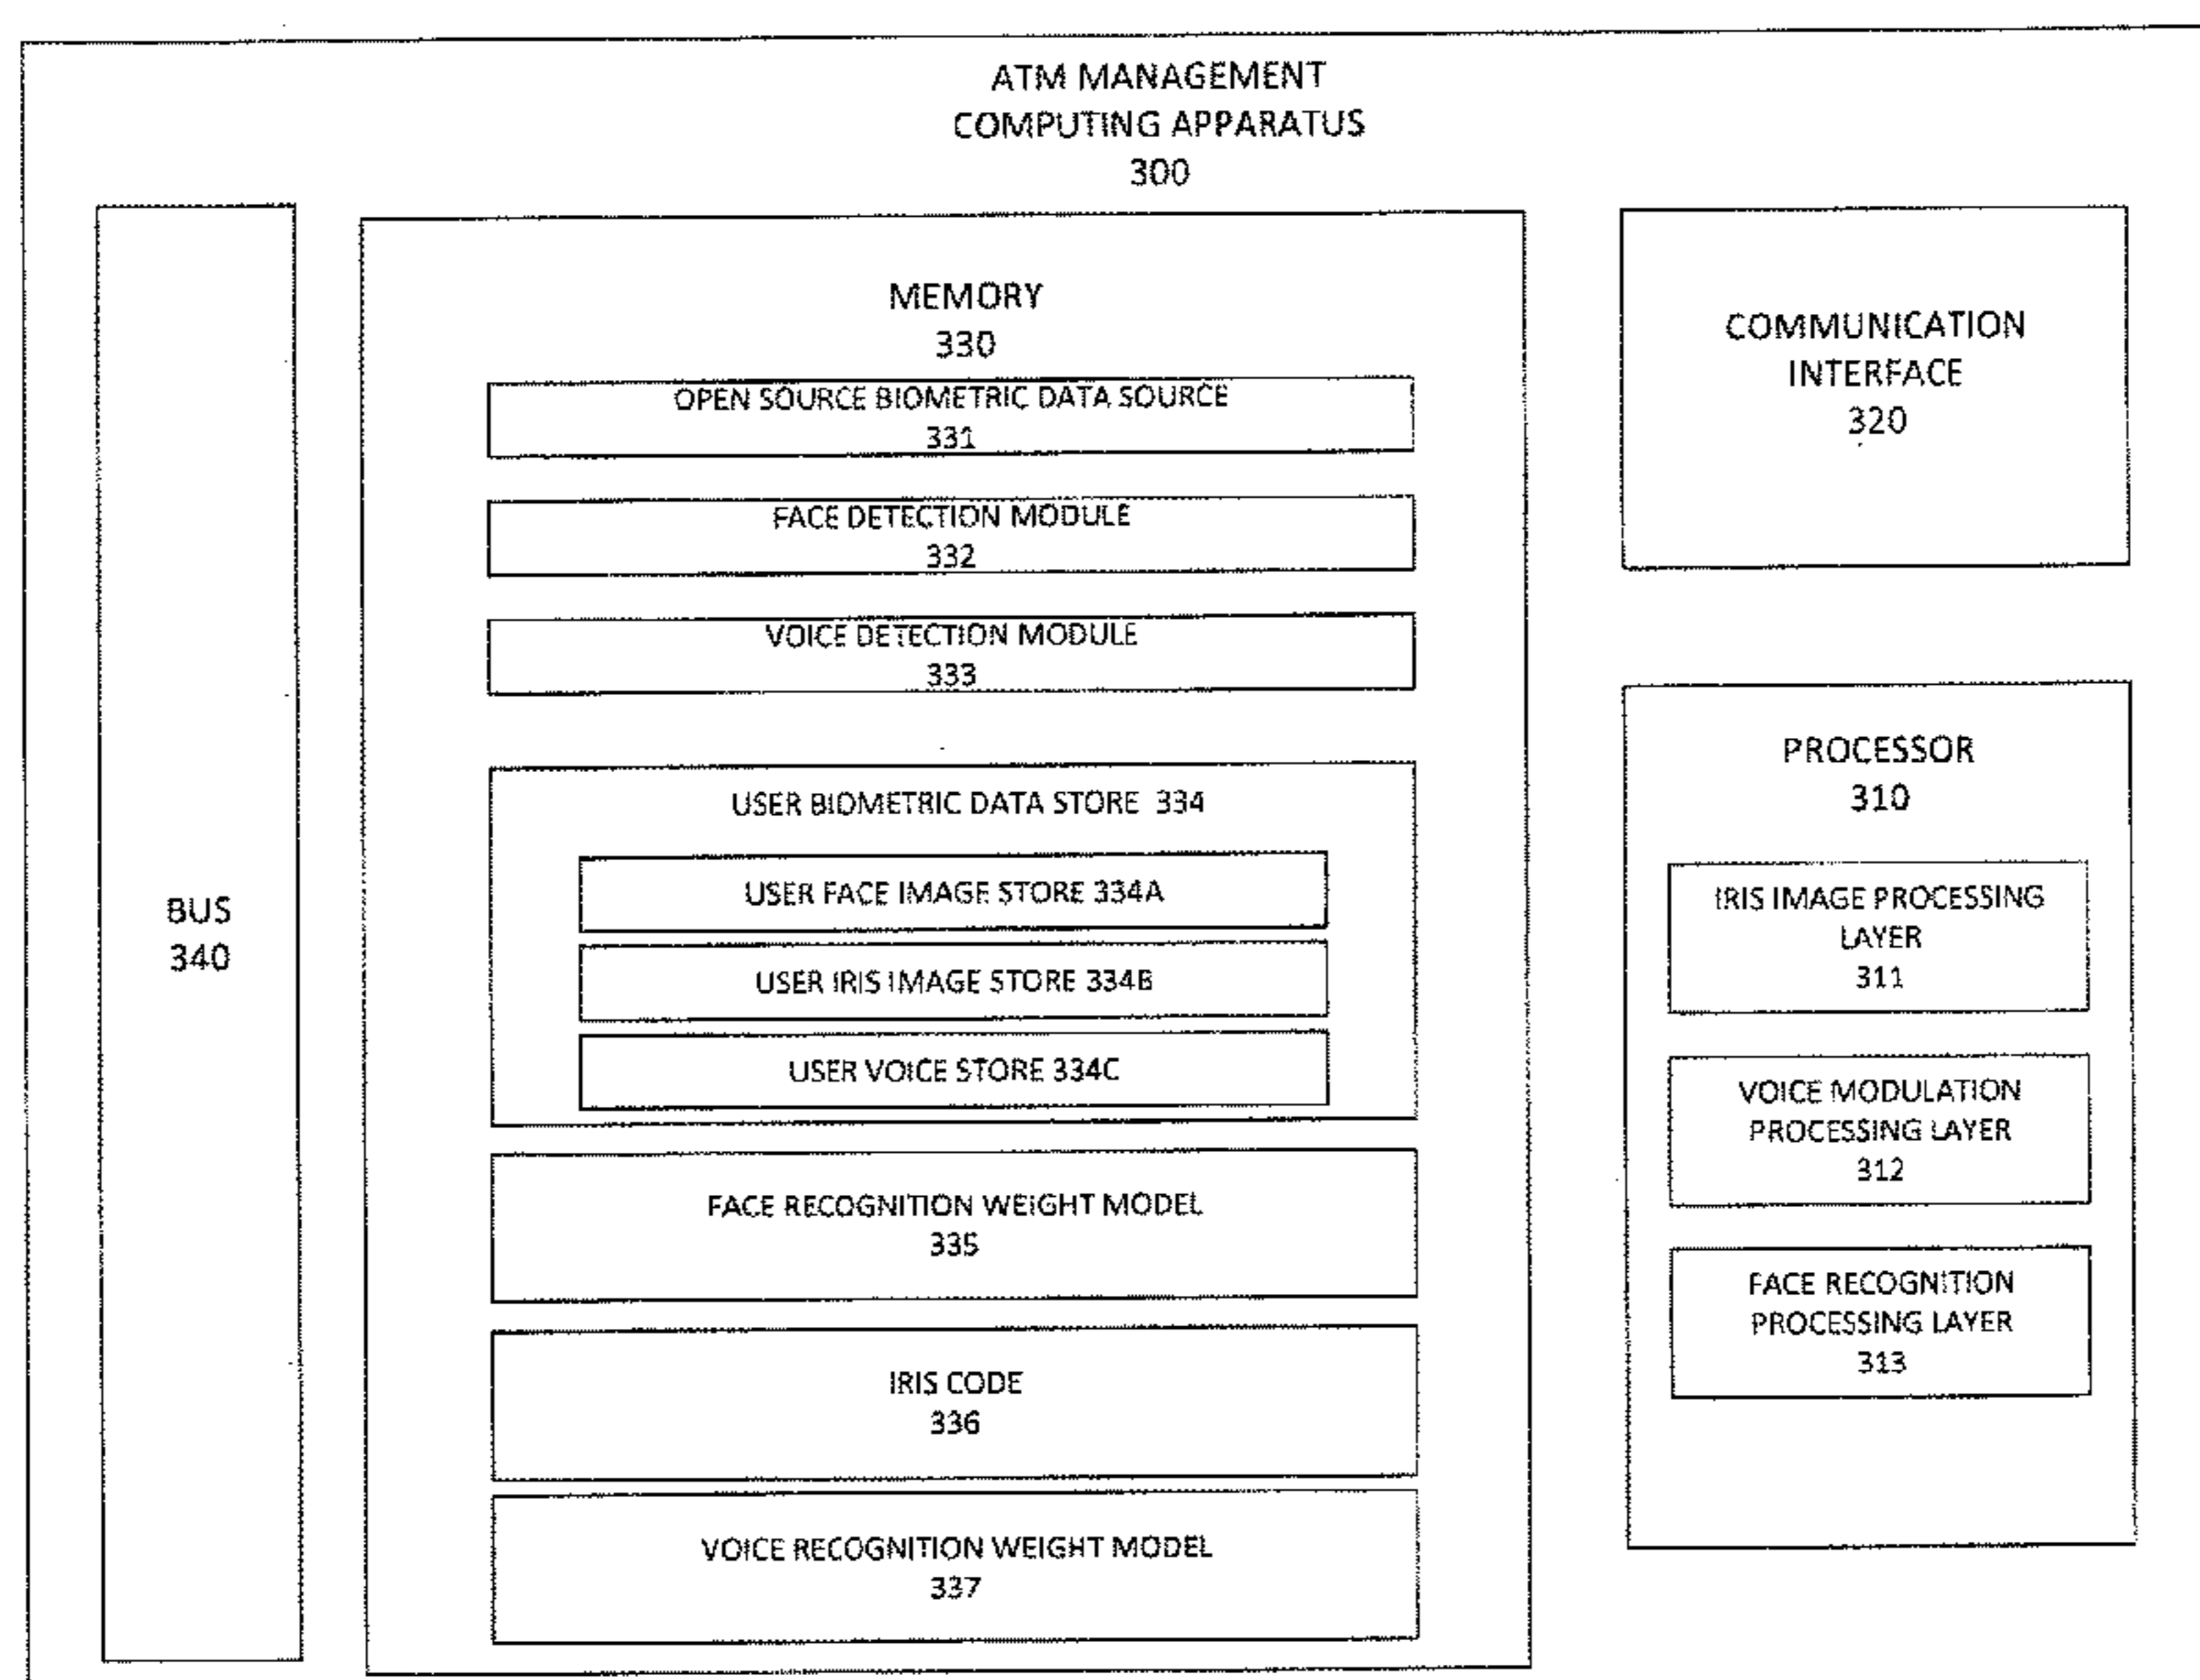 ATM MANAGEMENT
COMPUTING APPARATUS
300
BUS
340
MEMORY
330
OPEN SOURCE BIOMETRIC DATA SOURCE
331
FACE DETECTION MODULE
332
VOICE DETECTION MODULE
333
USER BIOMETRIC DATA STORE 334
USER FACE IMAGE STORE 334A
USER IRIS IMAGE STORE 334B
USER VOICE STORE 334C
FACE RECOGNITION WEIGHT MODEL
335
IRIS CODE
336
VOICE RECOGNITION WEIGHT MODEL
337
COMMUNICATION
INTERFACE
320
PROCESSOR
310
IRIS IMAGE PROCESSING
LAYER
311
VOICE MODULATION
PROCESSING LAYER
312
FACE RECOGNITION
PROCESSING LAYER
313